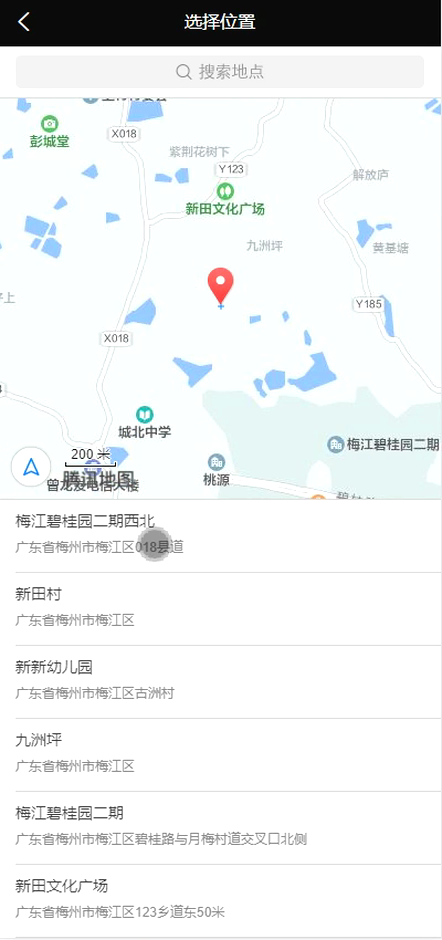 选择位置
搜索地点
X018
彭城堂
紫荆花树下
Y123
解放庐
新田文化广场
九洲坪
黄基塘
子上
Y185
X018
城北中学
梅江碧桂园二期
200 米
桃源
腾讯地图
梅江碧桂园二期西北
广东省梅州市梅江区018县道
新田村
广东省梅州市梅江区
新新幼儿园
广东省梅州市梅江区古洲村
九洲坪
广东省梅州市梅江区
梅江碧桂园二期
广东省梅州市梅江区碧桂路与月梅村道交叉口北侧
新田文化广场
广东省梅州市梅江区123乡道东50米